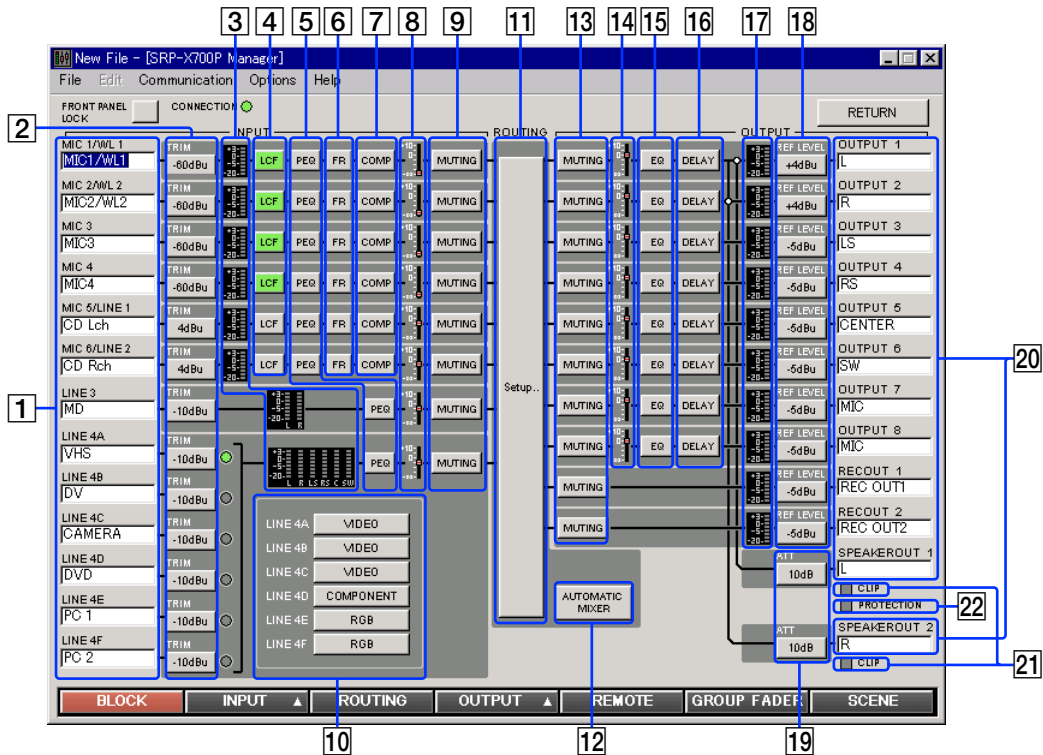 3 4 5 6 7 8 9 11 13 14 15 16 17 18
New File - [SRP-X700P Manager]
File Edit Communication Options Help
FRONT PANEL LOCK CONNECTION RETURN
2 INPUT ROUTING OUTPUT
MIC 1/WL 1 TRIM +10 +10 REF LEVEL OUTPUT 1
MIC1/WL1 -60dBu LCF PEQ FR COMP MUTING MUTING EQ DELAY +4dBu L
MIC 2/WL 2 TRIM REF LEVEL OUTPUT 2
MIC2/WL2 -60dBu LCF PEQ FR COMP MUTING MUTING EQ DELAY +4dBu R
MIC 3 TRIM REF LEVEL OUTPUT 3
MIC3 -60dBu LCF PEQ FR COMP MUTING MUTING EQ DELAY -5dBu LS
MIC 4 TRIM REF LEVEL OUTPUT 4
MIC4 -60dBu LCF PEQ FR COMP MUTING MUTING EQ DELAY -5dBu RS
MIC 5/LINE 1 TRIM REF LEVEL OUTPUT 5
CD Lch 4dBu LCF PEQ FR COMP MUTING MUTING EQ DELAY -5dBu CENTER
MIC 6/LINE 2 TRIM REF LEVEL OUTPUT 6
CD Rch 4dBu LCF PEQ FR COMP MUTING MUTING EQ DELAY -5dBu SW 20
Setup..
LINE 3 TRIM REF LEVEL OUTPUT 7
1 MD -10dBu L R PEQ MUTING MUTING EQ DELAY -5dBu MIC
LINE 4A TRIM REF LEVEL OUTPUT 8
VHS -10dBu L R LS RS C SW PEQ MUTING MUTING EQ DELAY -5dBu MIC
LINE 4B TRIM REF LEVEL RECOUT 1
DV -10dBu MUTING -5dBu REC OUT1
LINE 4C TRIM REF LEVEL RECOUT 2
CAMERA -10dBu LINE 4A VIDEO MUTING -5dBu REC OUT2
LINE 4B VIDEO
LINE 4D TRIM ATT SPEAKEROUT 1
DVD -10dBu LINE 4C VIDEO 10dB L
LINE 4D COMPONENT AUTOMATIC MIXER CLIP
LINE 4E TRIM PROTECTION 22
PC 1 -10dBu LINE 4E RGB
LINE 4F TRIM LINE 4F RGB ATT SPEAKEROUT 2
PC 2 -10dBu 10dB R
CLIP 21
BLOCK INPUT ROUTING OUTPUT REMOTE GROUP FADER SCENE
10 12 19